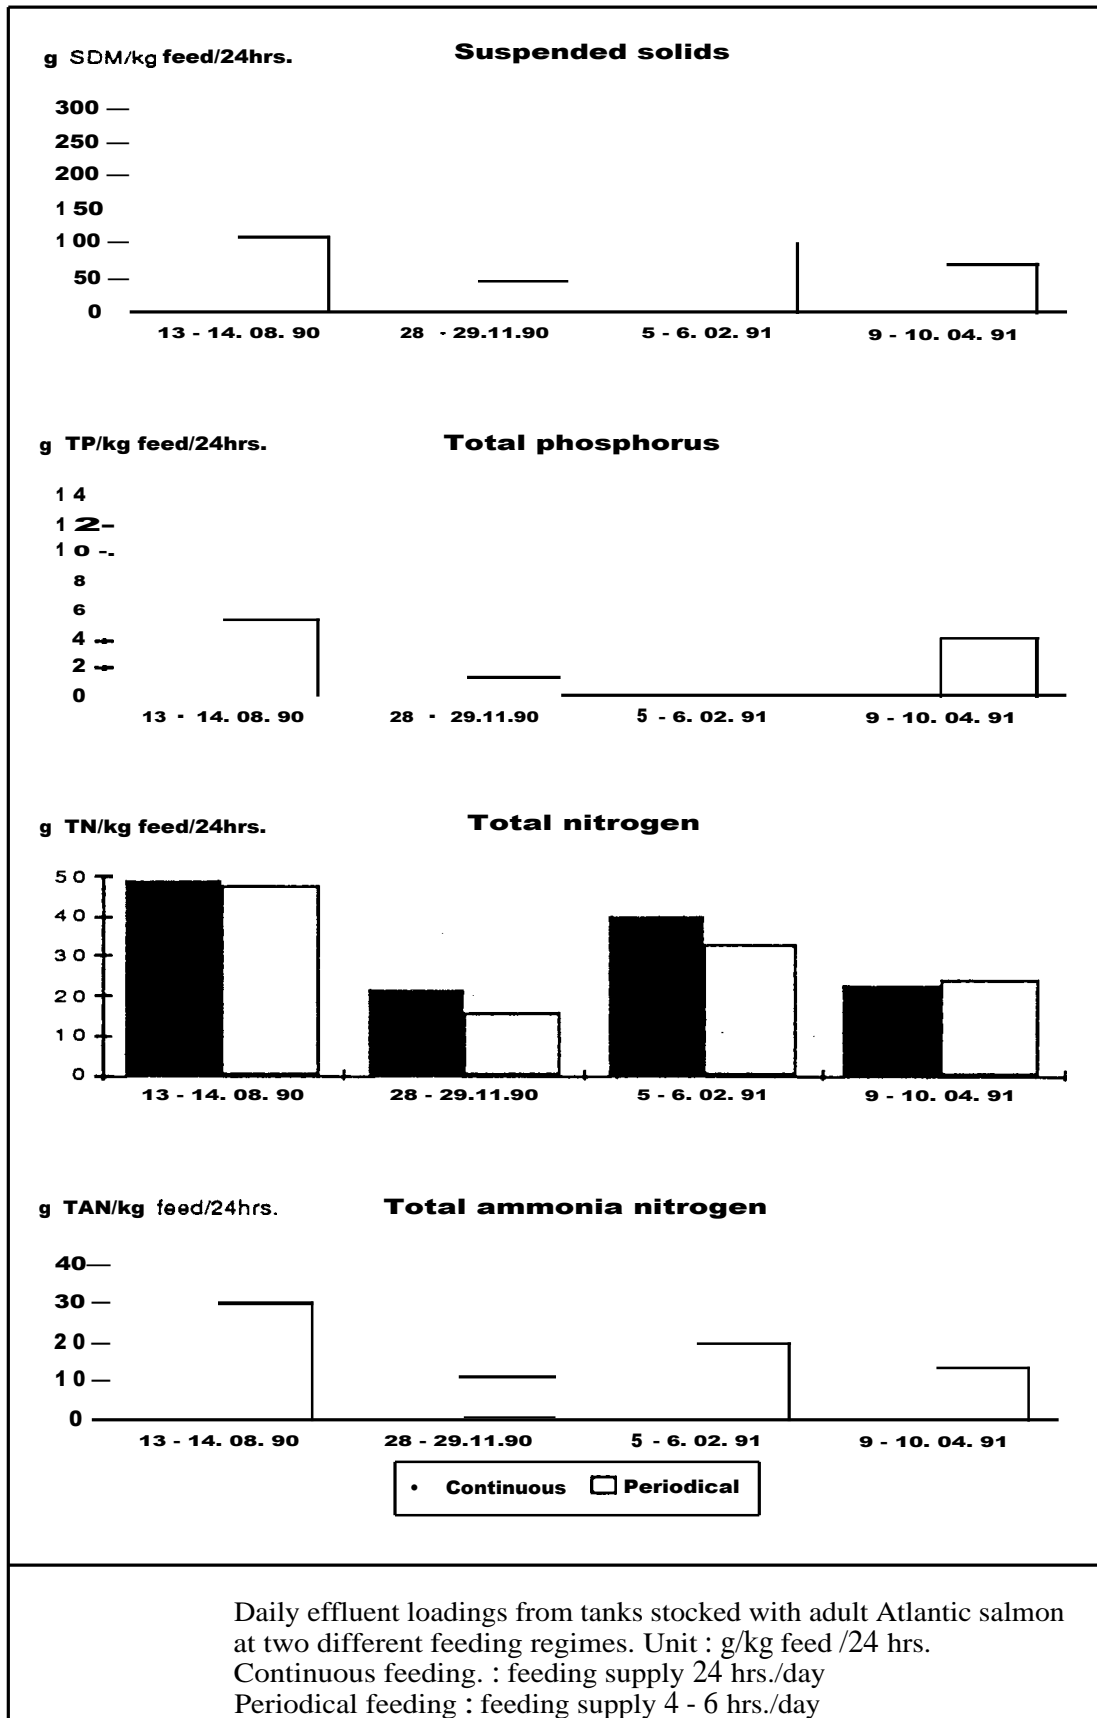 g SDM/kg feed/24hrs. Suspended solids
300
250
200
150
100
50
0
13 - 14. 08. 90 28 - 29.11.90 5 - 6. 02. 91 9 - 10. 04. 91
g TP/kg feed/24hrs. Total phosphorus
14
12
10
8
6
4
2
0
13 - 14. 08. 90 28 - 29.11.90 5 - 6. 02. 91 9 - 10. 04. 91
g TN/kg feed/24hrs. Total nitrogen
50
40
30
20
10
0
13 - 14. 08. 90 28 - 29.11.90 5 - 6. 02. 91 9 - 10. 04. 91
g TAN/kg feed/24hrs. Total ammonia nitrogen
40
30
20
10
0
13 - 14. 08. 90 28 - 29.11.90 5 - 6. 02. 91 9 - 10. 04. 91
Continuous Periodical
Daily effluent loadings from tanks stocked with adult Atlantic salmon
at two different feeding regimes. Unit : g/kg feed /24 hrs.
Continuous feeding. : feeding supply 24 hrs./day
Periodical feeding : feeding supply 4 - 6 hrs./day